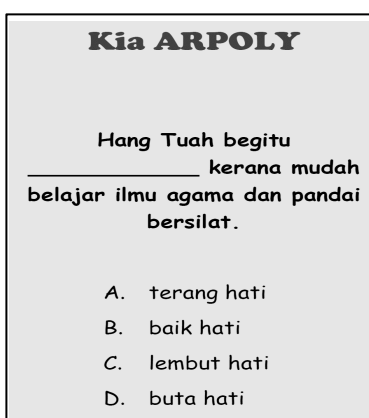 Kia ARPOLY
Hang Tuah begitu
_______________ kerana mudah
belajar ilmu agama dan pandai
bersilat.
A. terang hati
B. baik hati
C. lembut hati
D. buta hati